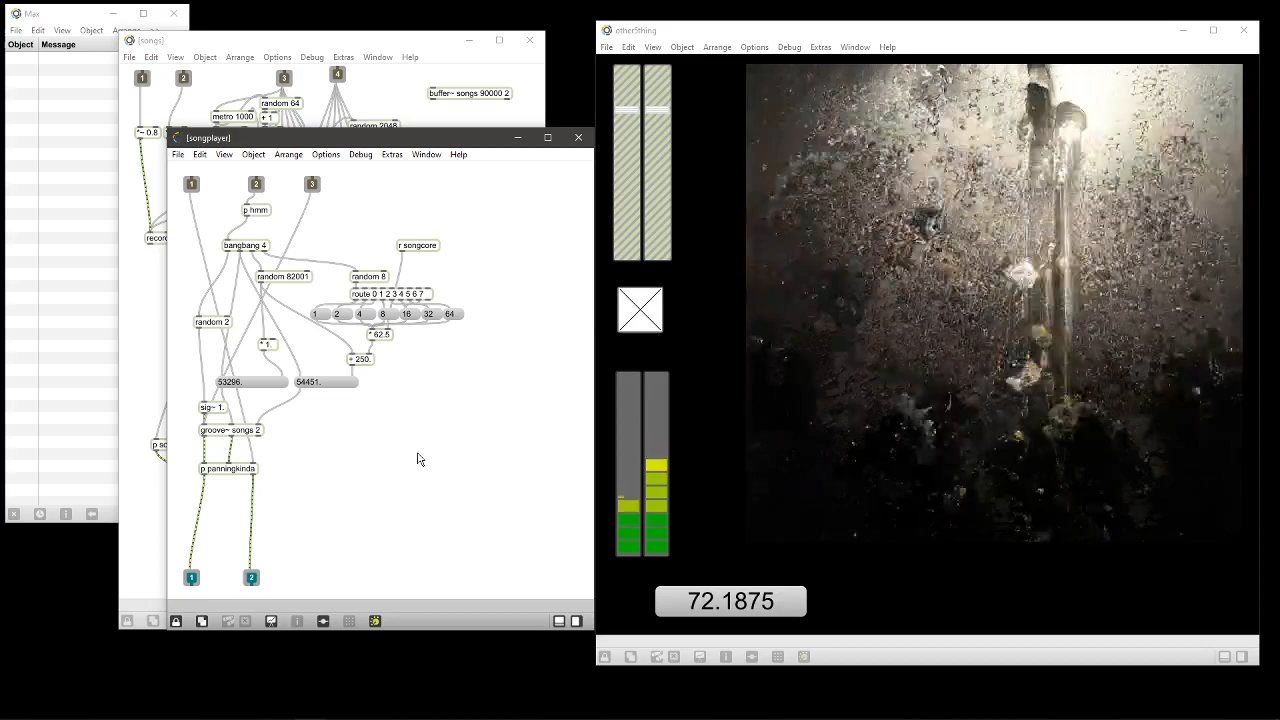 Max
File Edit View Object Arrange >>
Object Message
[songs]
File Edit View Object Arrange Options Debug Extras Window Help
1 2 3 4
random 64
buffer~ songs 90000 2
metro 1000 + 1
random 2048
*~ 0.8
recor
p so
[songplayer]
File Edit View Object Arrange Options Debug Extras Window Help
1 2 3
p hmm
bangbang 4
r songcore
random 82001
random 8
route 0 1 2 3 4 5 6 7
1 2 4 8 16 32 64
random 2
* 62.5
* 1.
+ 250.
53296. 54451.
sig~ 1.
groove~ songs 2
p panningkinda
1 2
other5thing
File Edit View Object Arrange Options Debug Extras Window Help
72.1875